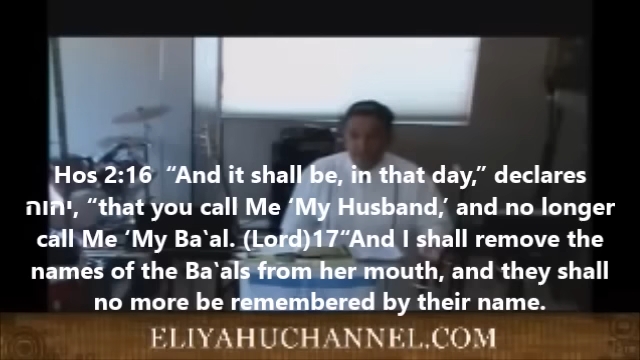 Hos 2:16  “And it shall be, in that day,” declares
יהוה, “that you call Me ‘My Husband,’ and no longer
call Me ‘My Ba‛al. (Lord)17“And I shall remove the
names of the Ba‛als from her mouth, and they shall
no more be remembered by their name.
ELIYAHUCHANNEL.COM